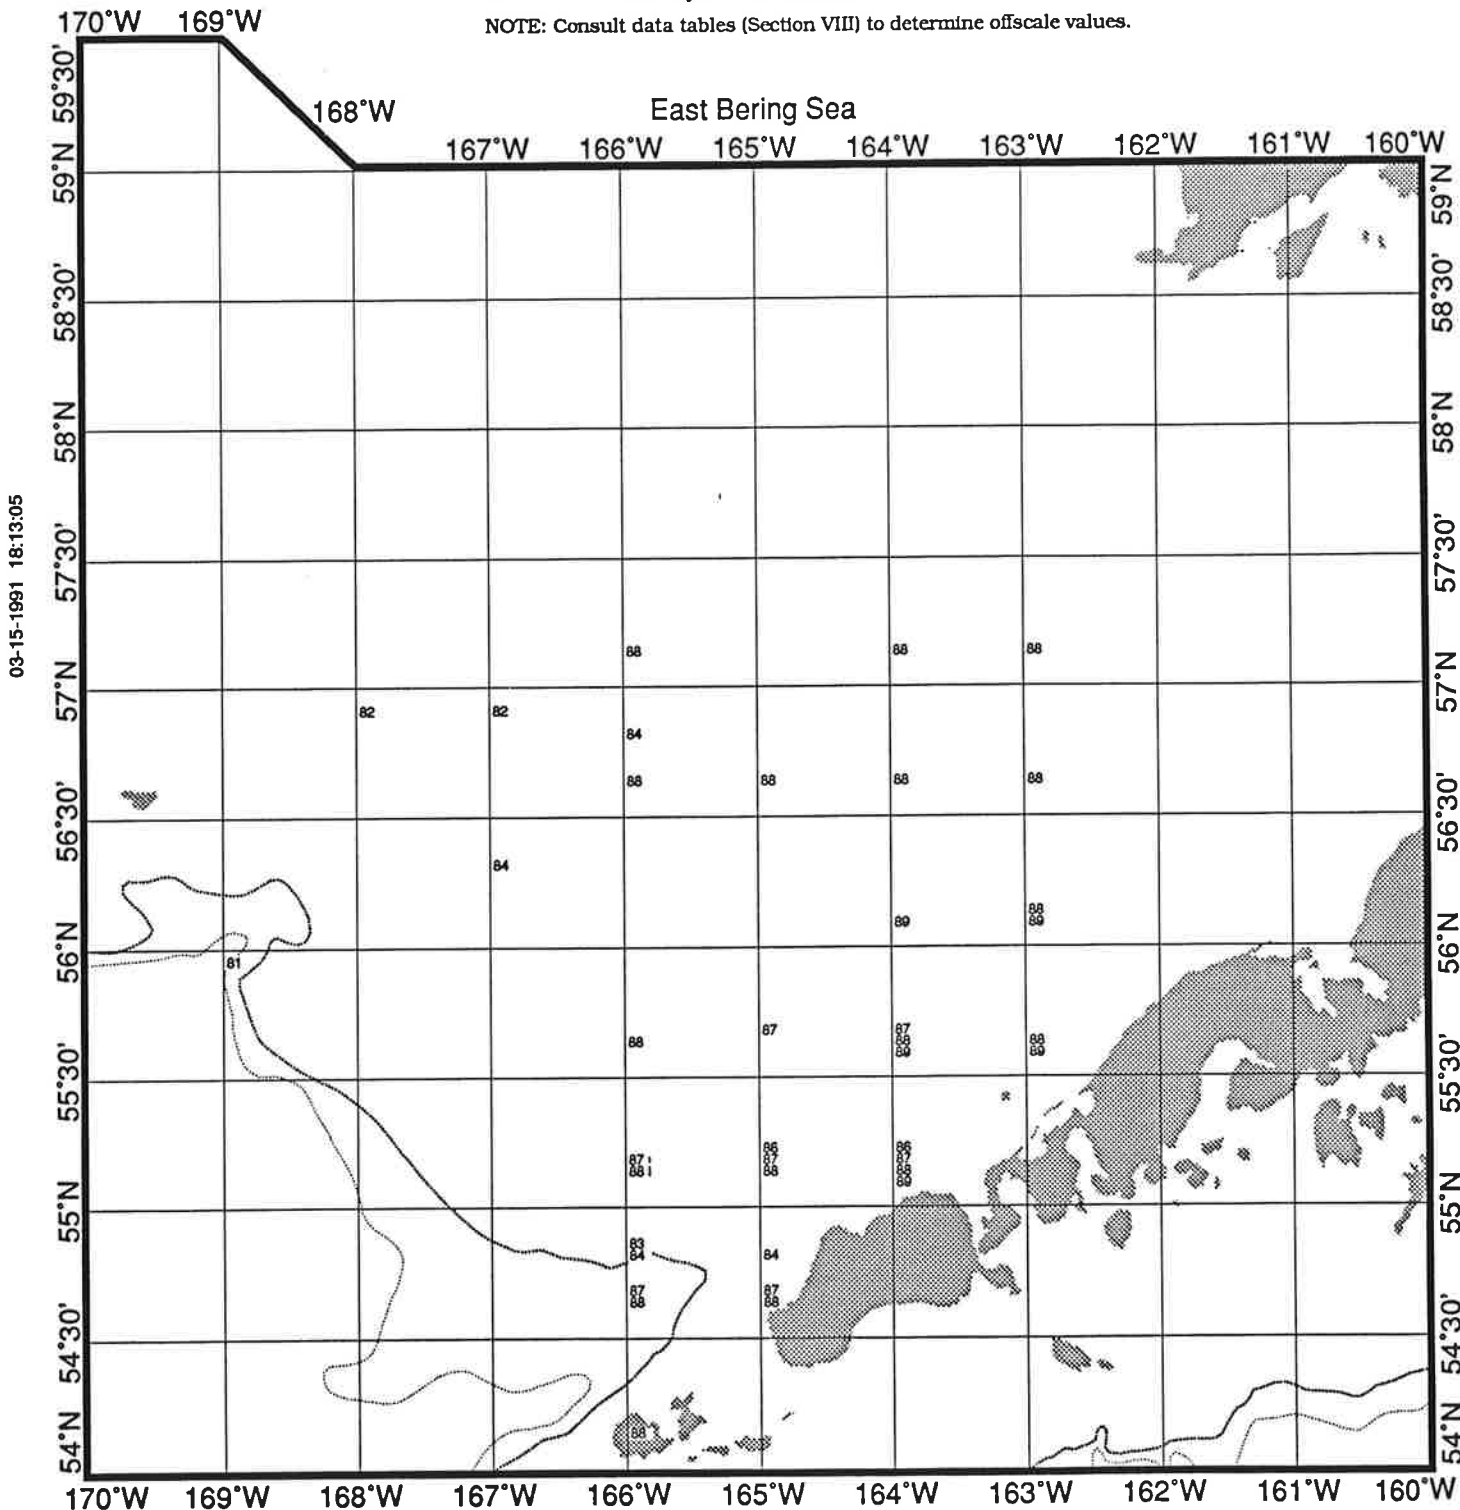 NOTE: Consult data tables (Section VIII) to determine offscale values.
170°W 169°W
168°W
East Bering Sea
167°W 166°W 165°W 164°W 163°W 162°W 161°W 160°W
59°30'
59°N 59°N
58°30' 58°30'
58°N 58°N
03-15-1991 18:13:05
57°30' 57°30'
88 88 88
57°N 57°N
82 82
84
88 88 88 88
56°30' 56°30'
84
88
89 89
56°N 56°N
81
87 87
88 88 88
89 89
55°30' 55°30'
86 86
87 87 87
88 88 88
89
55°N 55°N
83
84 84
87 87
88 88
54°30' 54°30'
88
54°N 54°N
170°W 169°W 168°W 167°W 166°W 165°W 164°W 163°W 162°W 161°W 160°W